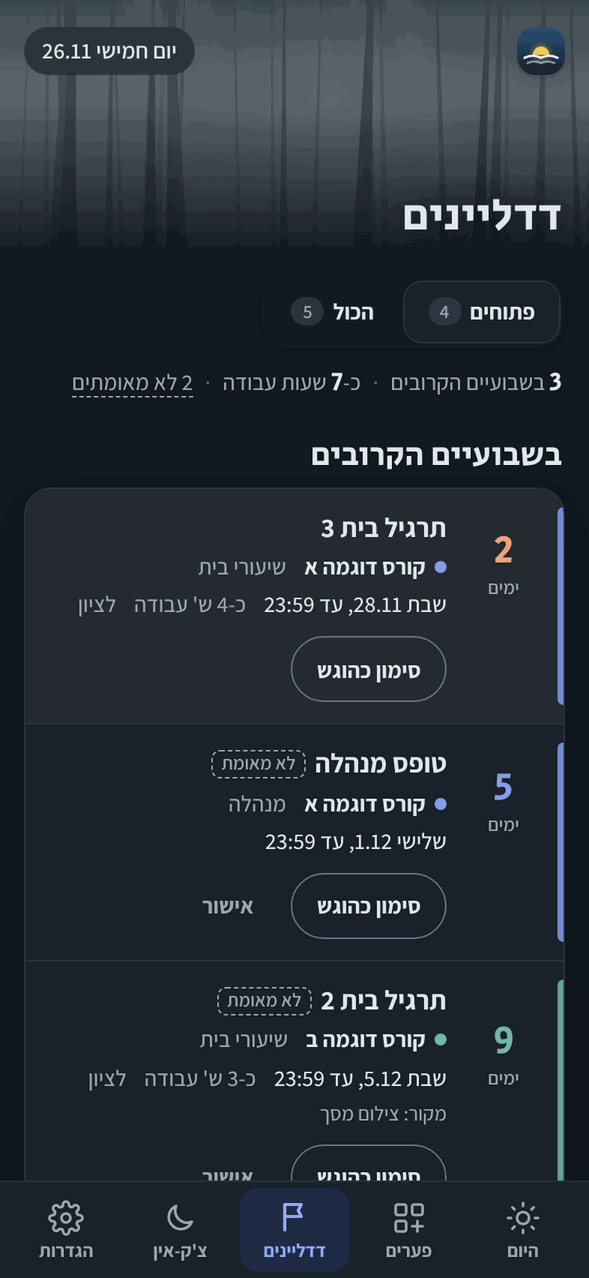 יום חמישי 26.11
דדליינים
פתוחים 4 הכול 5
3 בשבועיים הקרובים · כ-7 שעות עבודה · 2 לא מאומתים
בשבועיים הקרובים
2 ימים
תרגיל בית 3
קורס דוגמה א שיעורי בית
שבת 28.11, עד 23:59 כ-4 ש' עבודה לציון
סימון כהוגש
5 ימים
טופס מנהלה לא מאומת
קורס דוגמה א מנהלה
שלישי 1.12, עד 23:59
סימון כהוגש אישור
9 ימים
תרגיל בית 2 לא מאומת
קורס דוגמה ב שיעורי בית
שבת 5.12, עד 23:59 כ-3 ש' עבודה לציון
מקור: צילום מסך
סימון כהוגש אישור
היום פערים דדליינים צ'ק-אין הגדרות